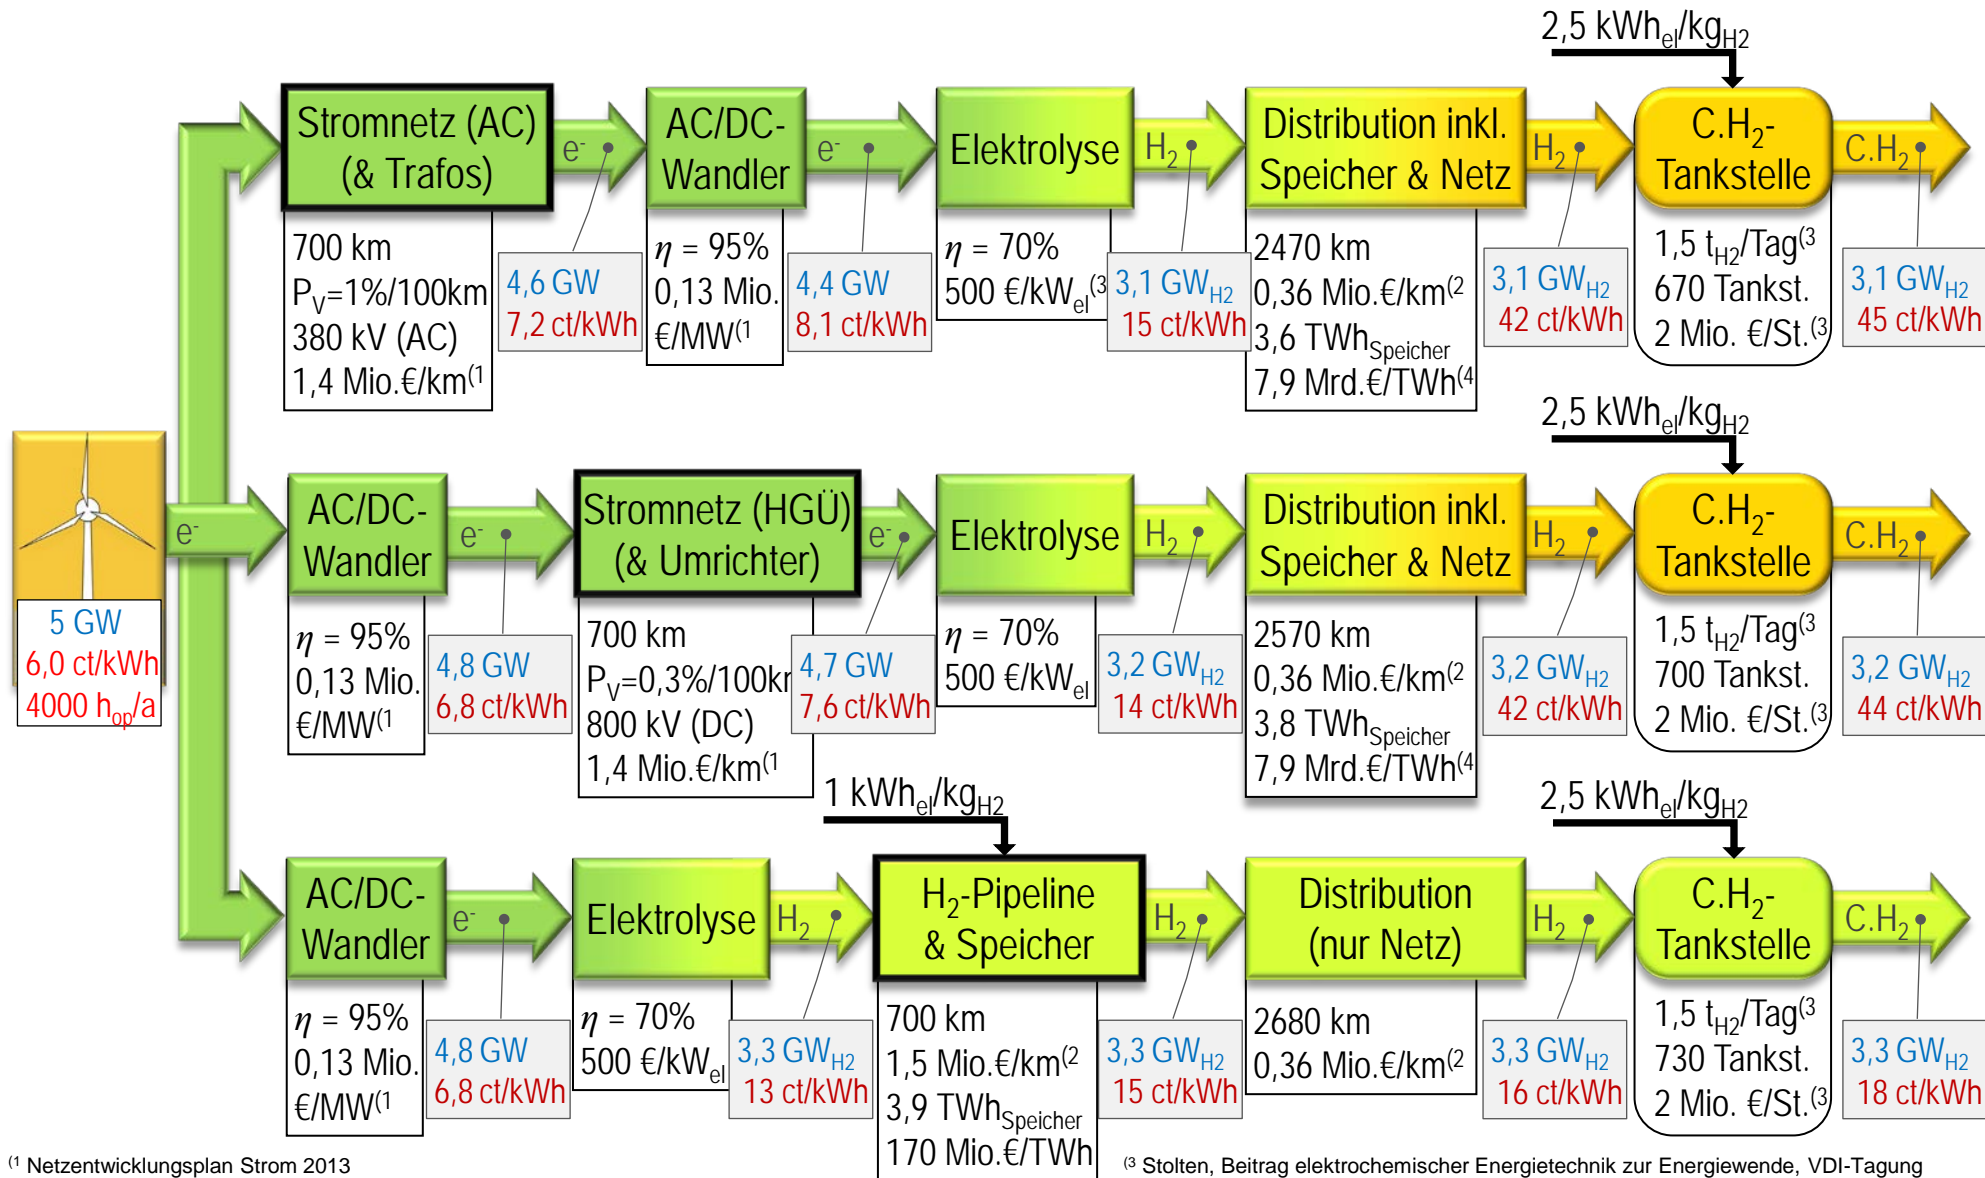 2,5 kWhel/kgH2
Stromnetz (AC)
(& Trafos)
e-
AC/DC-
Wandler
e-
Elektrolyse
H2
Distribution inkl.
Speicher & Netz
H2
C.H2-
Tankstelle
C.H2
700 km
PV=1%/100km
380 kV (AC)
1,4 Mio.€/km(1
4,6 GW
7,2 ct/kWh
η = 95%
0,13 Mio.
€/MW(1
4,4 GW
8,1 ct/kWh
η = 70%
500 €/kWel(3
3,1 GWH2
15 ct/kWh
2470 km
0,36 Mio.€/km(2
3,6 TWhSpeicher
7,9 Mrd.€/TWh(4
3,1 GWH2
42 ct/kWh
1,5 tH2/Tag(3
670 Tankst.
2 Mio. €/St.(3
3,1 GWH2
45 ct/kWh
2,5 kWhel/kgH2
e-
5 GW
6,0 ct/kWh
4000 hop/a
AC/DC-
Wandler
e-
Stromnetz (HGÜ)
(& Umrichter)
e-
Elektrolyse
H2
Distribution inkl.
Speicher & Netz
H2
C.H2-
Tankstelle
C.H2
η = 95%
0,13 Mio.
€/MW(1
4,8 GW
6,8 ct/kWh
700 km
PV=0,3%/100km
800 kV (DC)
1,4 Mio.€/km(1
4,7 GW
7,6 ct/kWh
η = 70%
500 €/kWel
3,2 GWH2
14 ct/kWh
2570 km
0,36 Mio.€/km(2
3,8 TWhSpeicher
7,9 Mrd.€/TWh(4
3,2 GWH2
42 ct/kWh
1,5 tH2/Tag(3
700 Tankst.
2 Mio. €/St.(3
3,2 GWH2
44 ct/kWh
1 kWhel/kgH2
2,5 kWhel/kgH2
AC/DC-
Wandler
e-
Elektrolyse
H2
H2-Pipeline
& Speicher
H2
Distribution
(nur Netz)
H2
C.H2-
Tankstelle
C.H2
η = 95%
0,13 Mio.
€/MW(1
4,8 GW
6,8 ct/kWh
η = 70%
500 €/kWel
3,3 GWH2
13 ct/kWh
700 km
1,5 Mio.€/km(2
3,9 TWhSpeicher
170 Mio.€/TWh
3,3 GWH2
15 ct/kWh
2680 km
0,36 Mio.€/km(2
3,3 GWH2
16 ct/kWh
1,5 tH2/Tag(3
730 Tankst.
2 Mio. €/St.(3
3,3 GWH2
18 ct/kWh
(1 Netzentwicklungsplan Strom 2013
(3 Stolten, Beitrag elektrochemischer Energietechnik zur Energiewende, VDI-Tagung